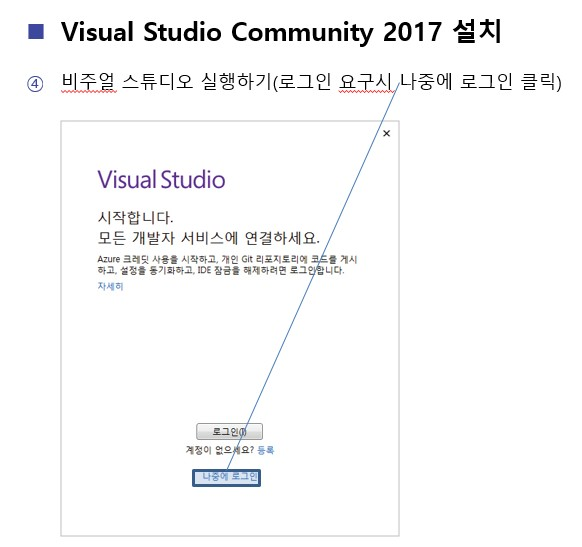 ■ Visual Studio Community 2017 설치
④ 비주얼 스튜디오 실행하기(로그인 요구시 나중에 로그인 클릭)
×
Visual Studio
시작합니다.
모든 개발자 서비스에 연결하세요.
Azure 크레딧 사용을 시작하고, 개인 Git 리포지토리에 코드를 게시
하고, 설정을 동기화하고, IDE 잠금을 해제하려면 로그인합니다.
자세히
로그인(I)
계정이 없으세요? 등록
나중에 로그인